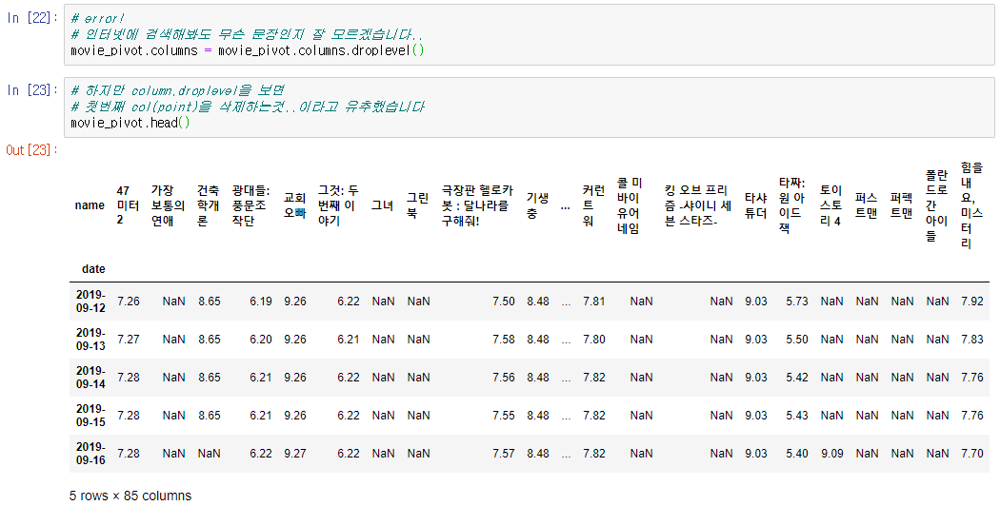 In [22]: # error!
# 인터넷에 검색해봐도 무슨 문장인지 잘 모르겠습니다..
movie_pivot.columns = movie_pivot.columns.droplevel()
In [23]: # 하지만 column.droplevel을 보면
# 첫번째 col(point)을 삭제하는것..이라고 유추했습니다
movie_pivot.head()
Out[23]:
name 47 미터 2 가장 보통의 연애 건축 학개 론 광대들: 풍문조 작단 교회 오빠 그것: 두 번째 이 야기 그녀 그린 북 극장판 헬로카 봇 : 달나라를 구해줘! 기생 충 ... 커런 트 워 콜 미 바이 유어 네임 킹 오브 프리 즘 -샤이니 세 븐 스타즈- 타샤 튜더 타짜: 원 아 이드 잭 토이 스토 리 4 퍼스 트맨 퍼펙 트맨 폴란 드로 간 아이 들 힘을 내 요, 미스 터 리
date
2019-09-12 7.26 NaN 8.65 6.19 9.26 6.22 NaN NaN 7.50 8.48 ... 7.81 NaN NaN 9.03 5.73 NaN NaN NaN NaN 7.92
2019-09-13 7.27 NaN 8.65 6.20 9.26 6.21 NaN NaN 7.58 8.48 ... 7.80 NaN NaN 9.03 5.50 NaN NaN NaN NaN 7.83
2019-09-14 7.28 NaN 8.65 6.21 9.26 6.22 NaN NaN 7.56 8.48 ... 7.82 NaN NaN 9.03 5.42 NaN NaN NaN NaN 7.76
2019-09-15 7.28 NaN 8.65 6.21 9.26 6.22 NaN NaN 7.55 8.48 ... 7.82 NaN NaN 9.03 5.43 NaN NaN NaN NaN 7.76
2019-09-16 7.28 NaN NaN 6.22 9.27 6.22 NaN NaN 7.57 8.48 ... 7.82 NaN NaN 9.03 5.40 9.09 NaN NaN NaN 7.70
5 rows × 85 columns